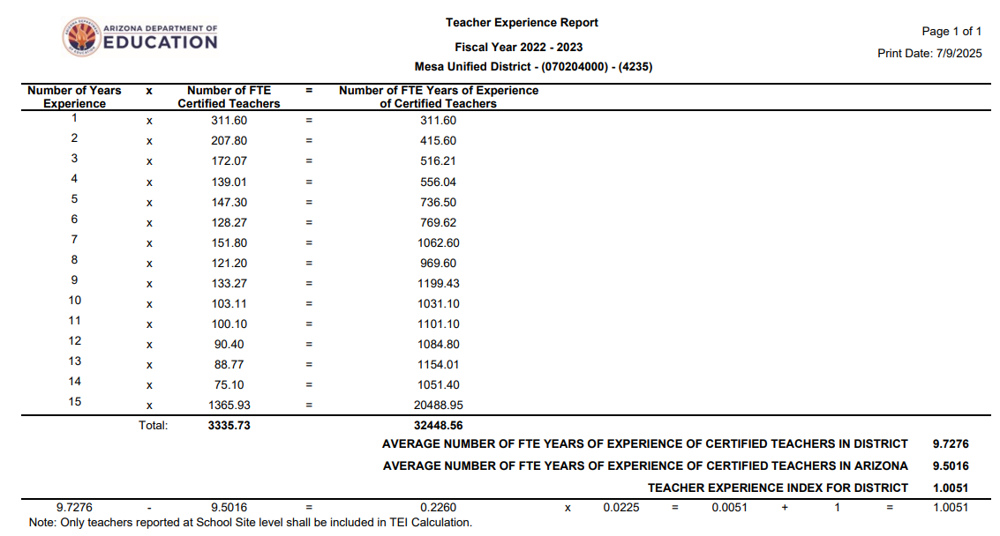 ARIZONA DEPARTMENT OF
EDUCATION
Teacher Experience Report
Fiscal Year 2022 - 2023
Mesa Unified District - (070204000) - (4235)
Page 1 of 1
Print Date: 7/9/2025
Number of Years Experience x Number of FTE Certified Teachers = Number of FTE Years of Experience of Certified Teachers
1 x 311.60 = 311.60
2 x 207.80 = 415.60
3 x 172.07 = 516.21
4 x 139.01 = 556.04
5 x 147.30 = 736.50
6 x 128.27 = 769.62
7 x 151.80 = 1062.60
8 x 121.20 = 969.60
9 x 133.27 = 1199.43
10 x 103.11 = 1031.10
11 x 100.10 = 1101.10
12 x 90.40 = 1084.80
13 x 88.77 = 1154.01
14 x 75.10 = 1051.40
15 x 1365.93 = 20488.95
Total: 3335.73 32448.56
AVERAGE NUMBER OF FTE YEARS OF EXPERIENCE OF CERTIFIED TEACHERS IN DISTRICT 9.7276
AVERAGE NUMBER OF FTE YEARS OF EXPERIENCE OF CERTIFIED TEACHERS IN ARIZONA 9.5016
TEACHER EXPERIENCE INDEX FOR DISTRICT 1.0051
9.7276 - 9.5016 = 0.2260 x 0.0225 = 0.0051 + 1 = 1.0051
Note: Only teachers reported at School Site level shall be included in TEI Calculation.